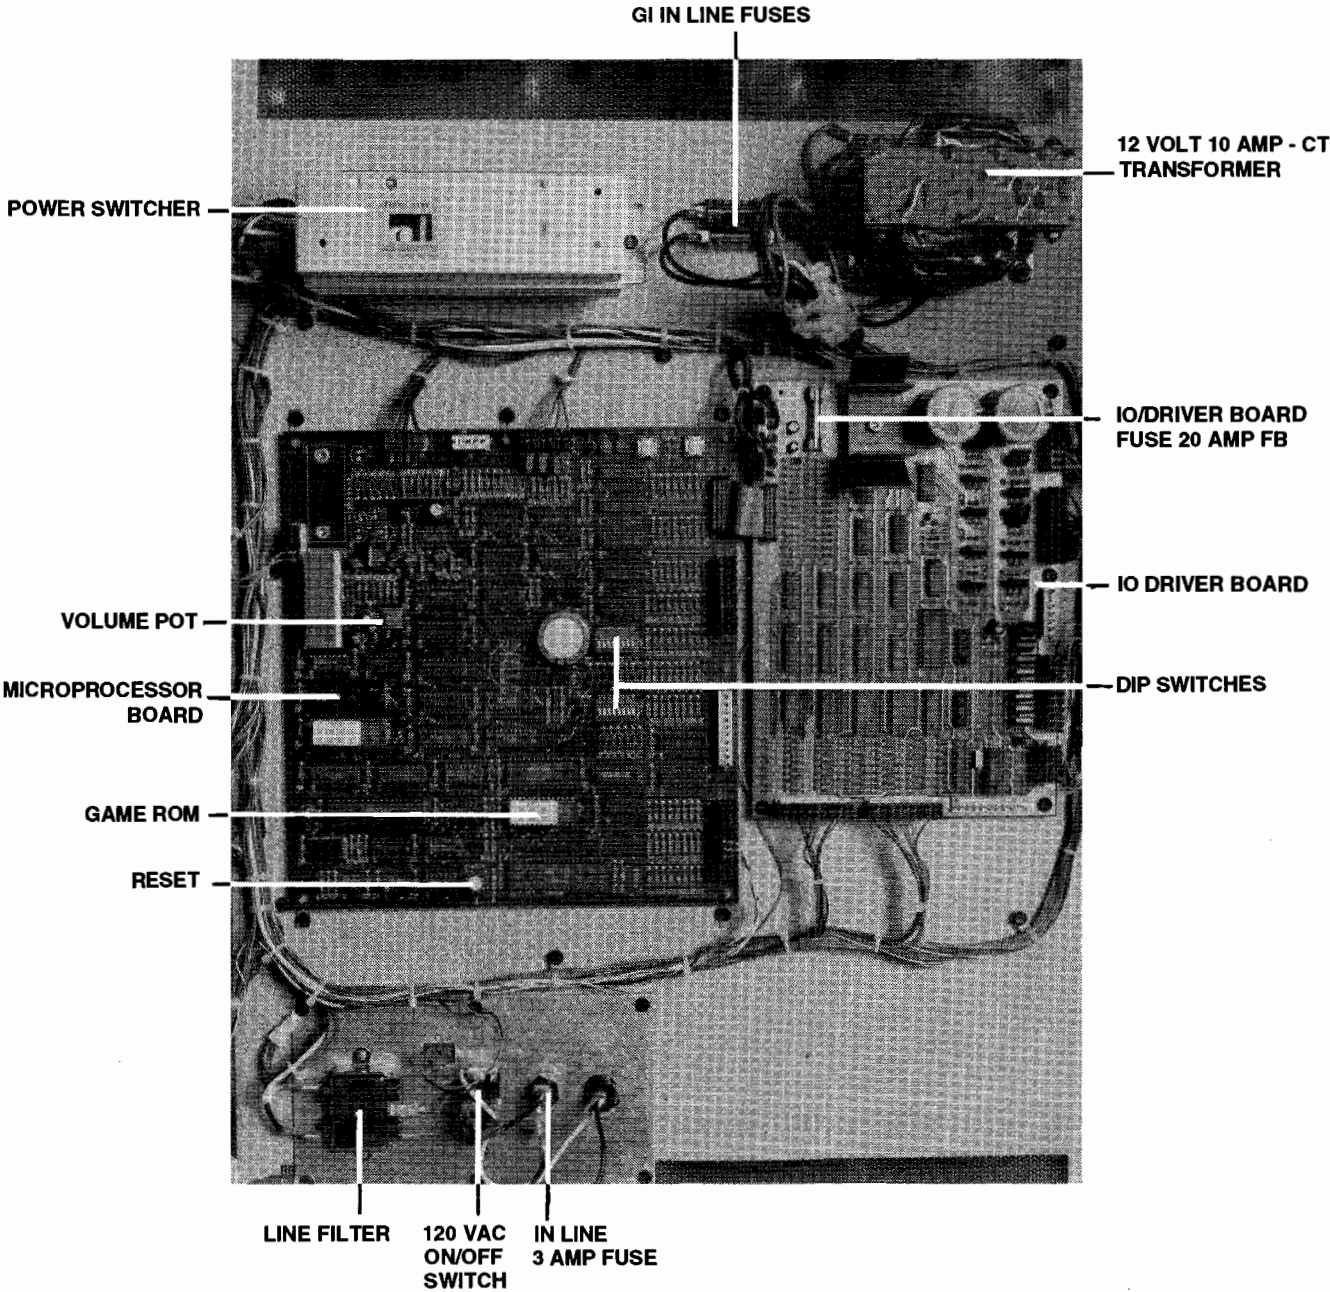 GI IN LINE FUSES
12 VOLT 10 AMP - CT
TRANSFORMER
POWER SWITCHER
IO/DRIVER BOARD
FUSE 20 AMP FB
IO DRIVER BOARD
VOLUME POT
MICROPROCESSOR
BOARD
DIP SWITCHES
GAME ROM
RESET
LINE FILTER
120 VAC
ON/OFF
SWITCH
IN LINE
3 AMP FUSE